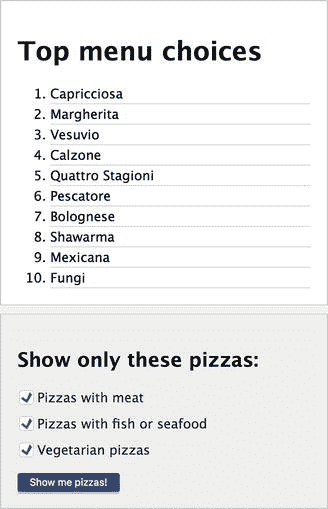 Top menu choices
1. Capricciosa
2. Margherita
3. Vesuvio
4. Calzone
5. Quattro Stagioni
6. Pescatore
7. Bolognese
8. Shawarma
9. Mexicana
10. Fungi
Show only these pizzas:
Pizzas with meat
Pizzas with fish or seafood
Vegetarian pizzas
Show me pizzas!